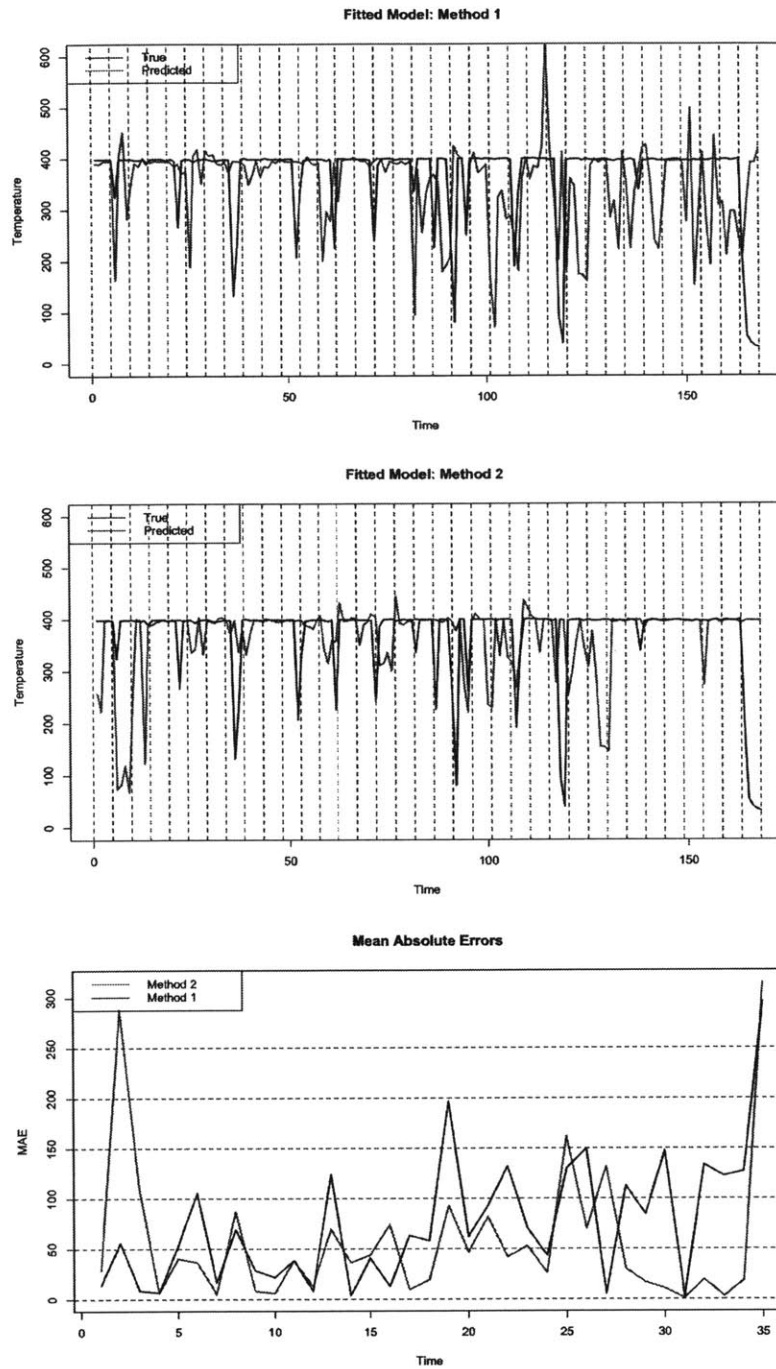 Fitted Model: Method 1
True
Predicted
Temperature
600
500
400
300
200
100
0
0
50
100
150
Time
Fitted Model: Method 2
True
Predicted
Temperature
600
500
400
300
200
100
0
0
50
100
150
Time
Mean Absolute Errors
Method 2
Method 1
MAE
300
250
200
150
100
50
0
0
5
10
15
20
25
30
35
Time